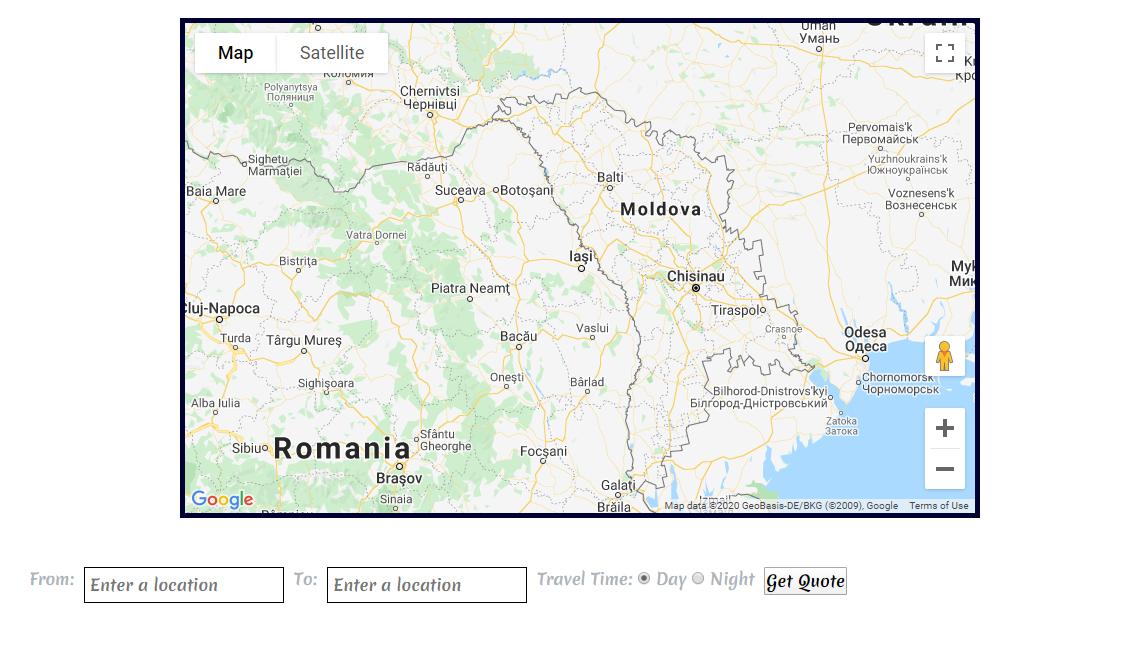 Uman
Умань
Map
Satellite
Коломия
Chernivtsi
Чернівці
Polyanytsya
Поляниця
Pervomais'k
Первомайськ
Sighetu
Marmației
Rădăuți
Yuzhnoukrains'k
Южноукраїнськ
Baia Mare
Suceava
Botoșani
Balti
Voznesens'k
Вознесенськ
Moldova
Vatra Dornei
Iași
Bistrița
Chisinau
Piatra Neamț
Cluj-Napoca
Tiraspol
Turda
Târgu Mureș
Bacău
Vaslui
Crasnoe
Odesa
Одеса
Sighișoara
Onești
Bârlad
Chornomorsk
Чорноморськ
Bilhorod-Dnistrovs'kyi
Білгород-Дністровський
Alba Iulia
Zatoka
Затока
Sibiu
Romania
Sfântu
Gheorghe
Focșani
Brașov
Galați
Sinaia
Brăila
Google
Map data ©2020 GeoBasis-DE/BKG (©2009), Google
Terms of Use
From:
Enter a location
To:
Enter a location
Travel Time:
Day
Night
Get Quote